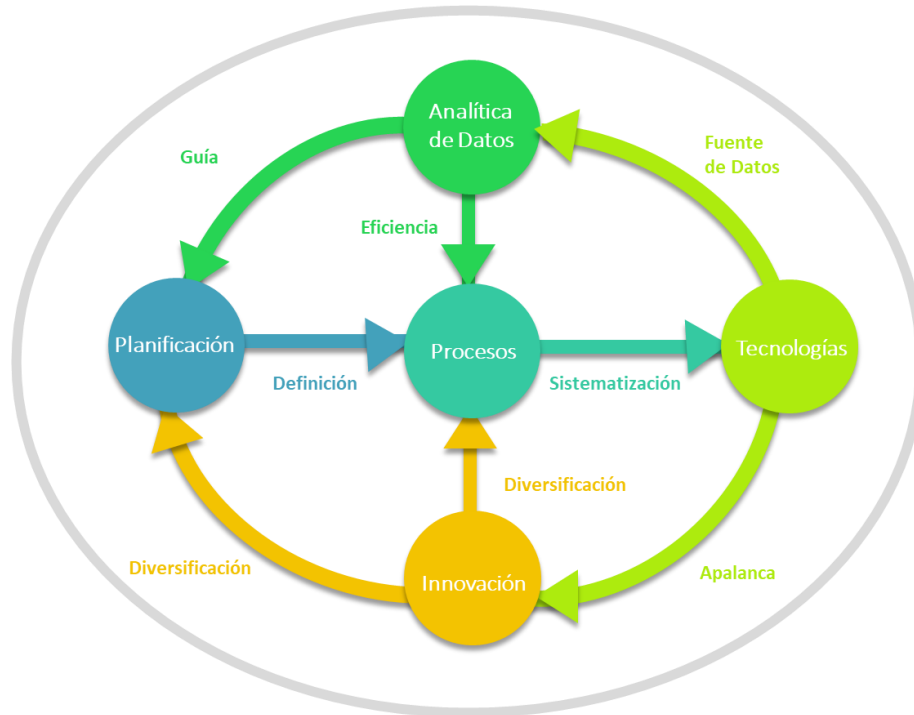 Analítica
de Datos
Guía
Fuente
de Datos
Eficiencia
Planificación
Procesos
Tecnologías
Definición
Sistematización
Diversificación
Diversificación
Innovación
Apalanca